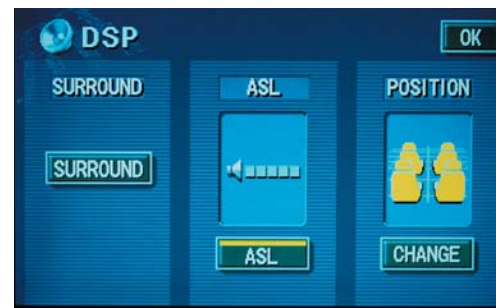 DSP
OK
SURROUND
ASL
POSITION
SURROUND
ASL
CHANGE